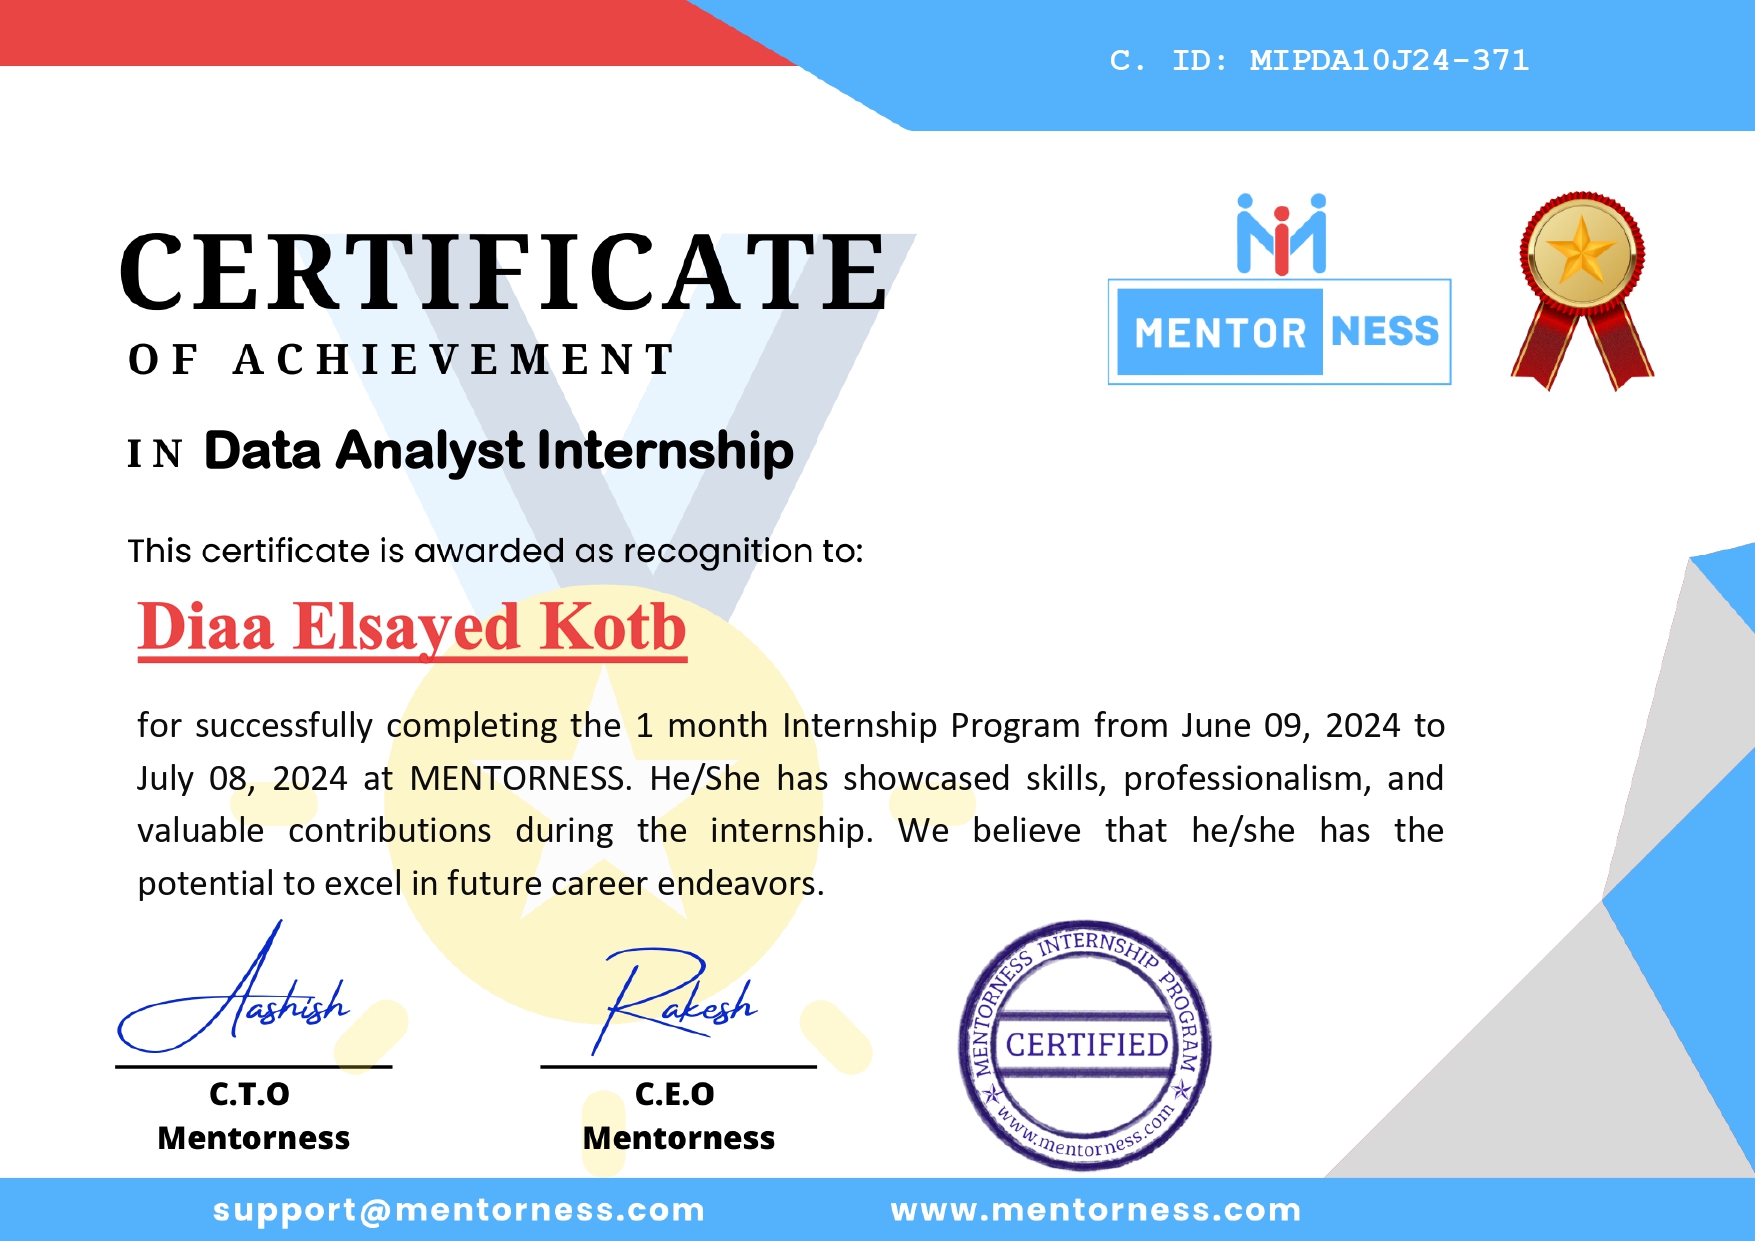 C. ID: MIPDA10J24-371
MENTOR NESS
CERTIFICATE
OF ACHIEVEMENT
IN Data Analyst Internship
This certificate is awarded as recognition to:
Diaa Elsayed Kotb
for successfully completing the 1 month Internship Program from June 09, 2024 to
July 08, 2024 at MENTORNESS. He/She has showcased skills, professionalism, and
valuable contributions during the internship. We believe that he/she has the
potential to excel in future career endeavors.
Aashish
C.T.O
Mentorness
Rakesh
C.E.O
Mentorness
MENTORNESS INTERNSHIP PROGRAM
CERTIFIED
www.mentorness.com
support@mentorness.com
www.mentorness.com